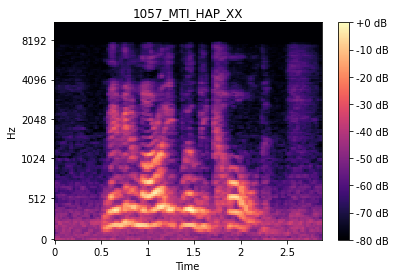 1057_MTI_HAP_XX
+0 dB
8192
-10 dB
4096
-20 dB
-30 dB
2048
Hz
-40 dB
1024
-50 dB
512
-60 dB
-70 dB
0
-80 dB
0 0.5 1 1.5 2 2.5
Time